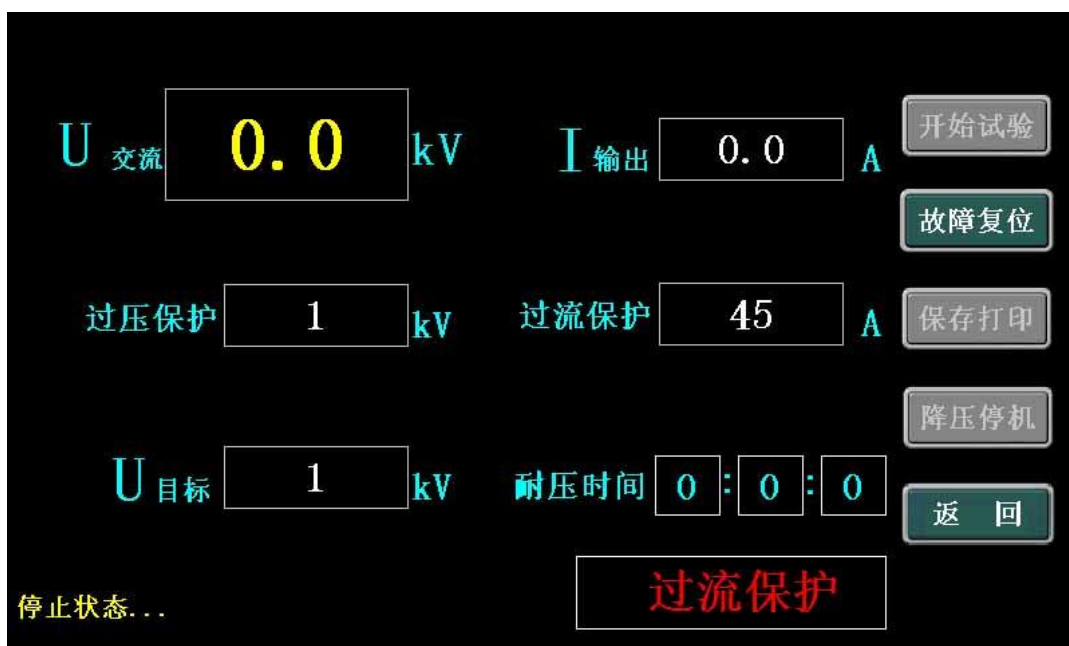 U 交流 0.0 kV I 输出 0.0 A 开始试验
故障复位
过压保护 1 kV 过流保护 45 A 保存打印
降压停机
U 目标 1 kV 耐压时间 0 : 0 : 0 返 回
过流保护
停止状态...